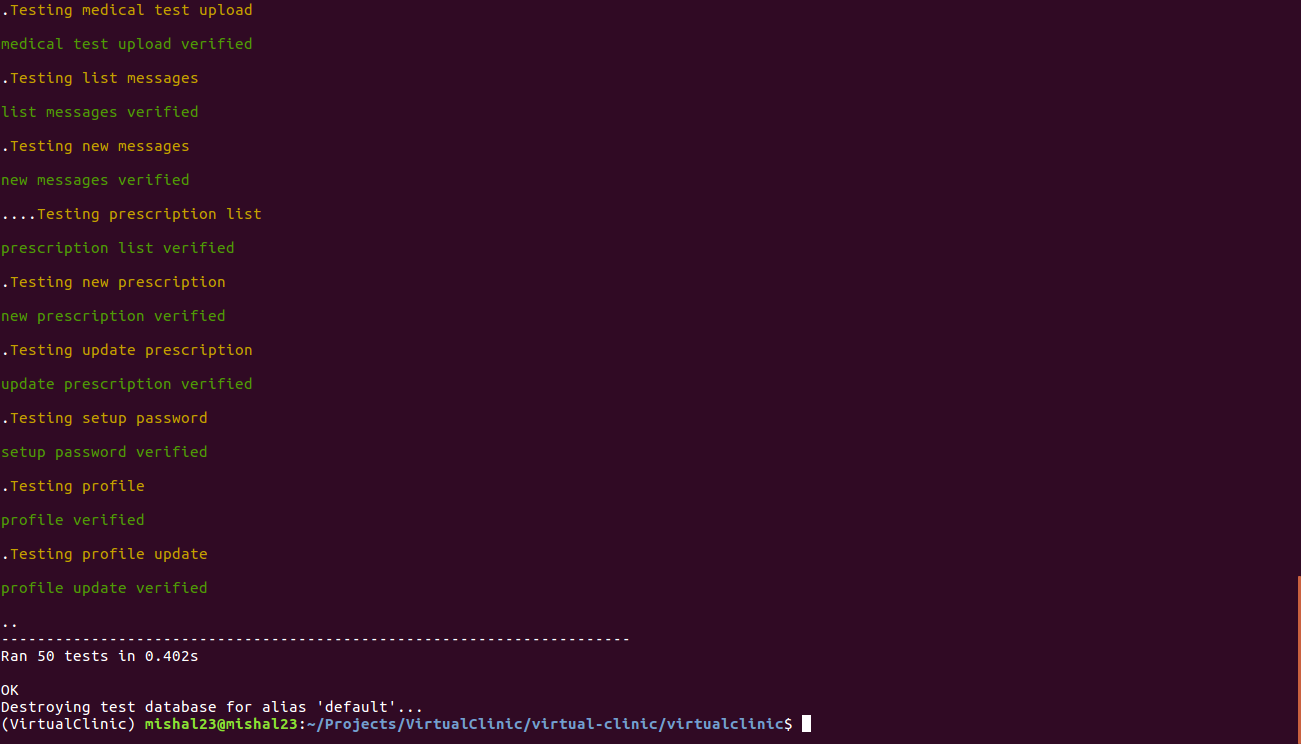 .Testing medical test upload
medical test upload verified
.Testing list messages
list messages verified
.Testing new messages
new messages verified
....Testing prescription list
prescription list verified
.Testing new prescription
new prescription verified
.Testing update prescription
update prescription verified
.Testing setup password
setup password verified
.Testing profile
profile verified
.Testing profile update
profile update verified
..
----------------------------------------------------------------------
Ran 50 tests in 0.402s
OK
Destroying test database for alias 'default'...
(VirtualClinic) mishal23@mishal23:~/Projects/VirtualClinic/virtual-clinic/virtualclinic$